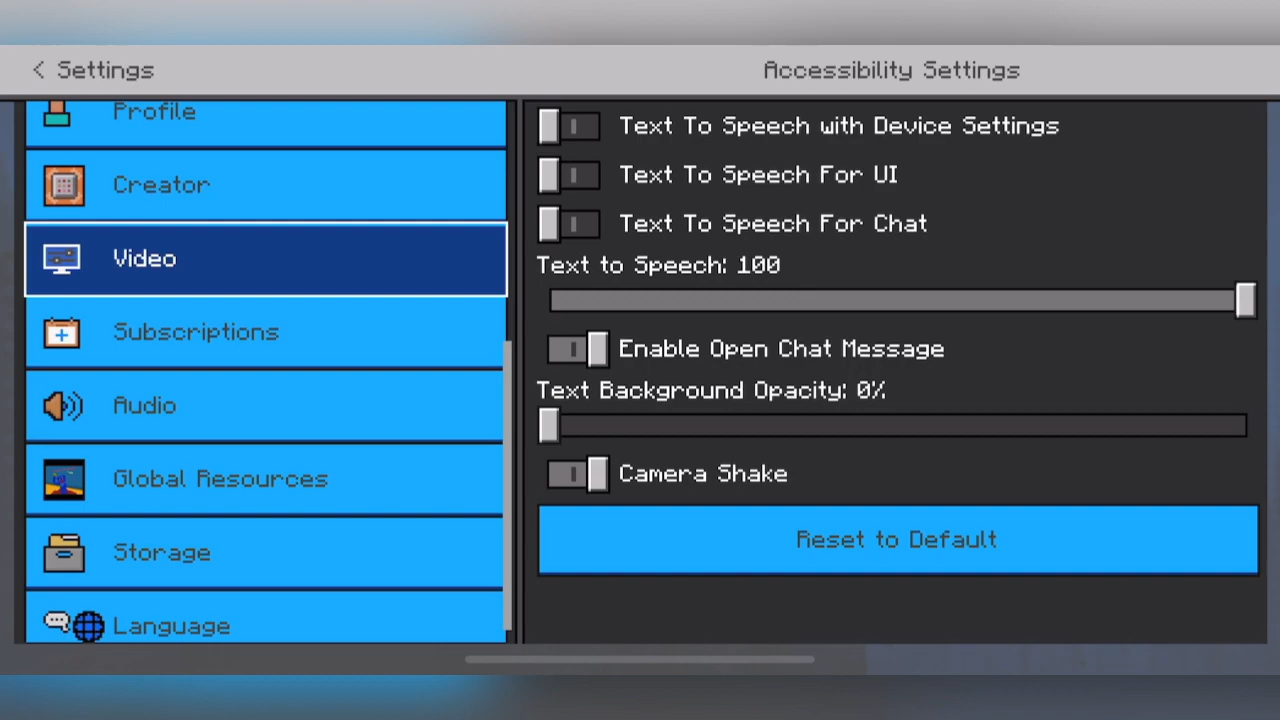 Settings
Accessibility Settings
Profile
Creator
Video
Subscriptions
Audio
Global Resources
Storage
Language
Text To Speech with Device Settings
Text To Speech For UI
Text To Speech For Chat
Text to Speech: 100
Enable Open Chat Message
Text Background Opacity: 0%
Camera Shake
Reset to Default